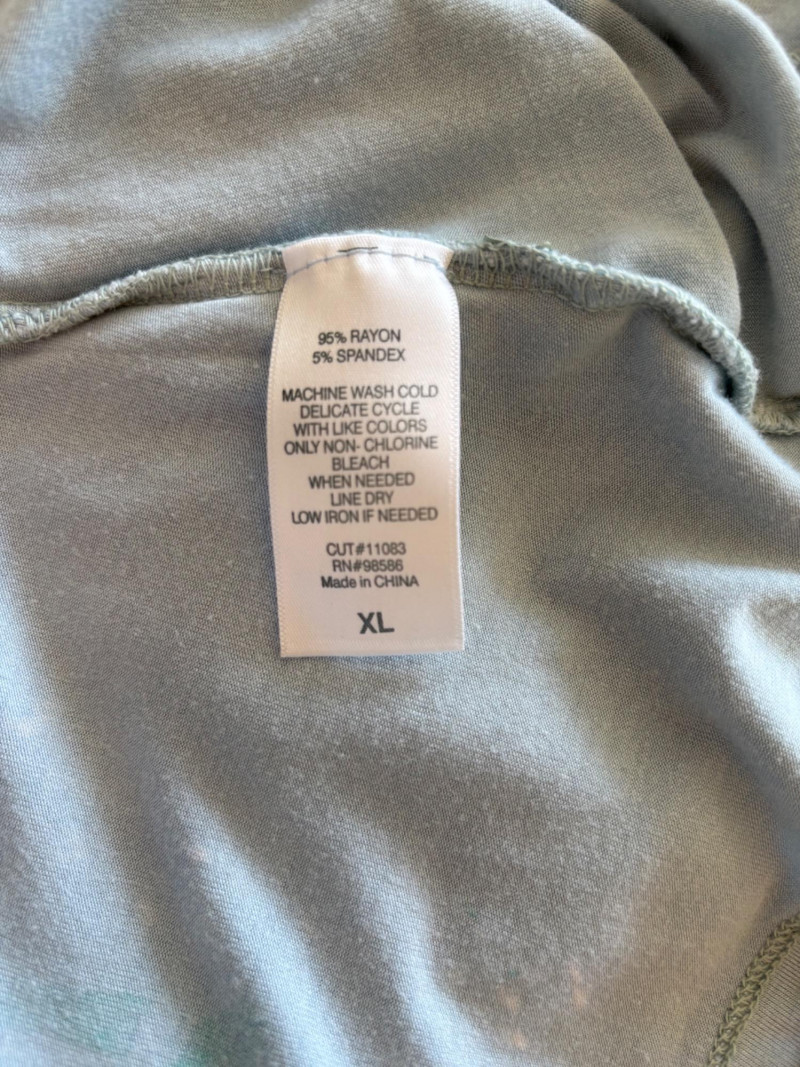 95% RAYON
5% SPANDEX
MACHINE WASH COLD
DELICATE CYCLE
WITH LIKE COLORS
ONLY NON- CHLORINE
BLEACH
WHEN NEEDED
LINE DRY
LOW IRON IF NEEDED
CUT#11083
RN#98586
Made in CHINA
XL